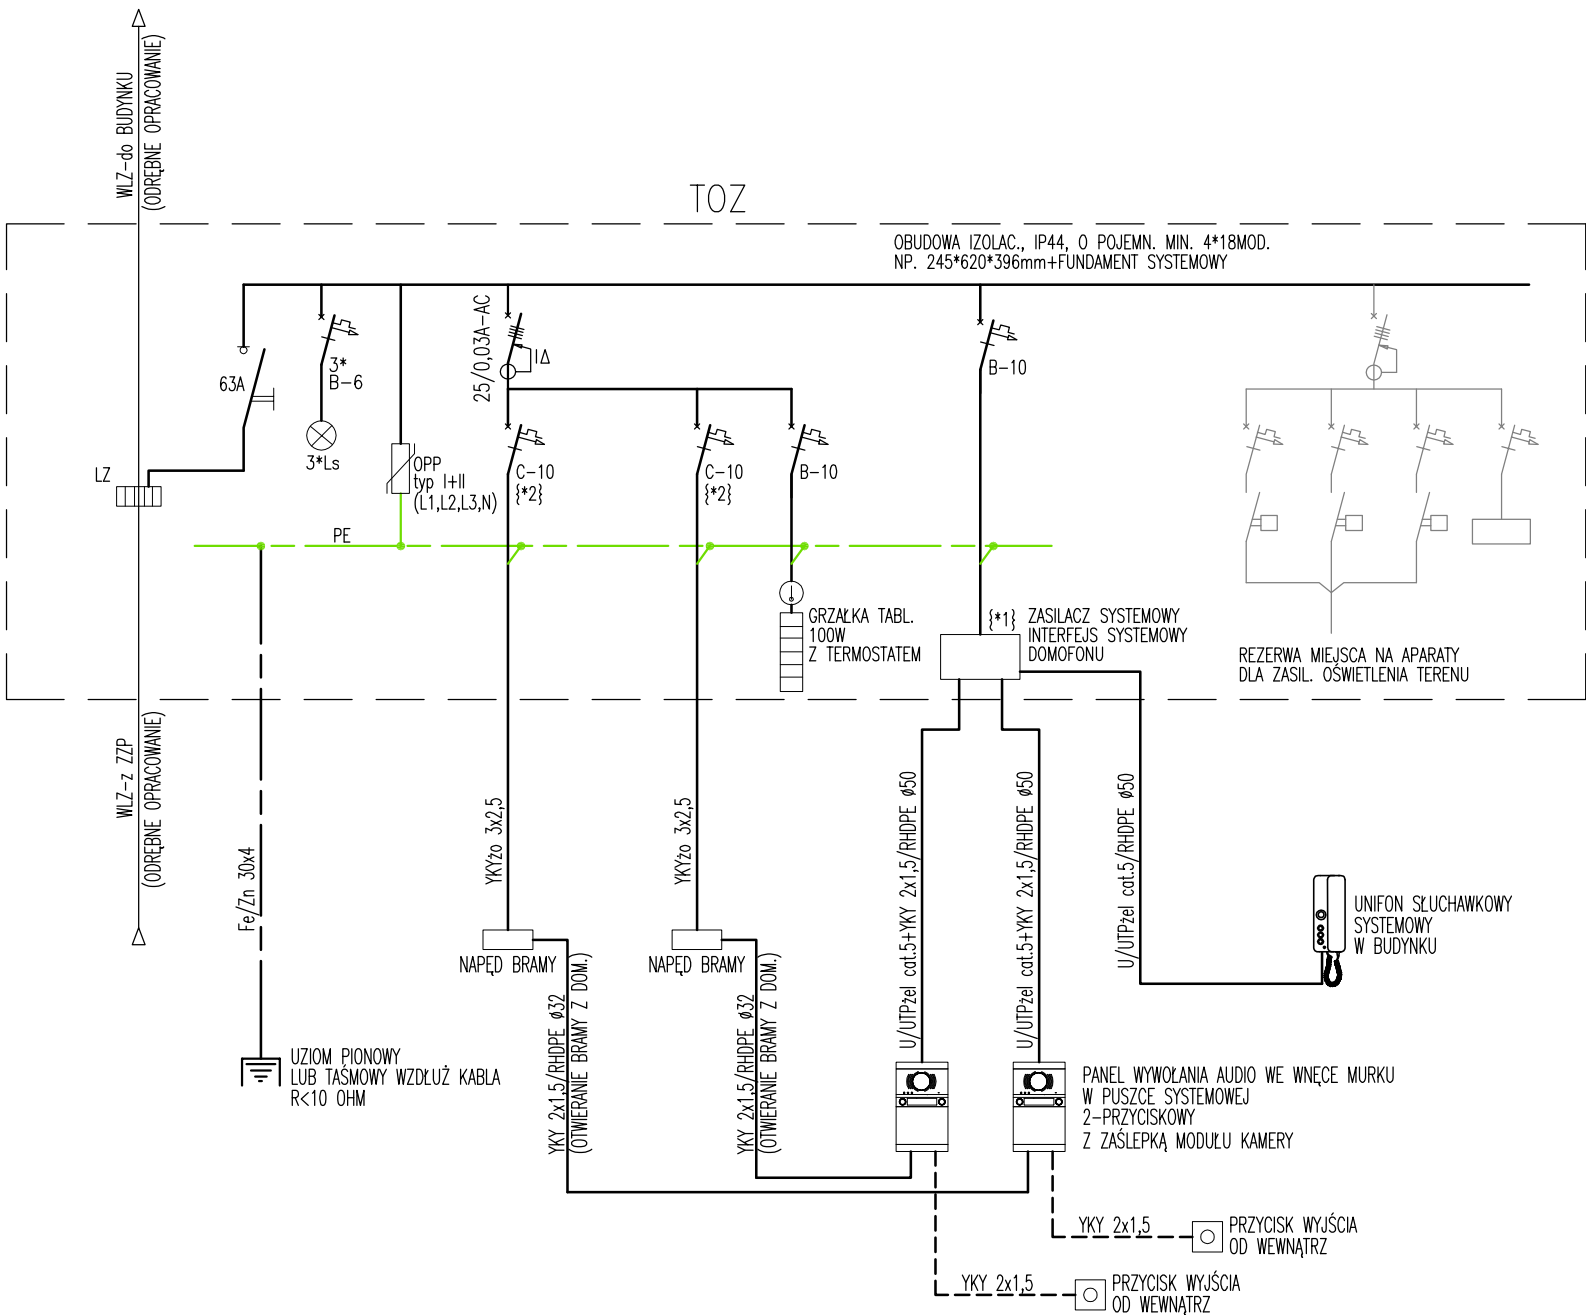 WLZ-do BUDYNKU
(ODRĘBNE OPRACOWANIE)
TOZ
OBUDOWA IZOLAC., IP44, O POJEMN. MIN. 4*18MOD.
NP. 245*620*396mm+FUNDAMENT SYSTEMOWY
63A
3*
B-6
3*Ls
OPP
typ I+II
(L1,L2,L3,N)
25/0,03A-AC
IΔ
C-10
{*2}
C-10
{*2}
B-10
B-10
LZ
PE
GRZAŁKA TABL.
100W
Z TERMOSTATEM
{*1}
ZASILACZ SYSTEMOWY
INTERFEJS SYSTEMOWY
DOMOFONU
REZERWA MIEJSCA NA APARATY
DLA ZASIL. OŚWIETLENIA TERENU
WLZ-z ZZP
(ODRĘBNE OPRACOWANIE)
Fe/Zn 30x4
YKYżo 3x2,5
YKYżo 3x2,5
U/UTPżel cat.5+YKY 2x1,5/RHDPE ø50
U/UTPżel cat.5+YKY 2x1,5/RHDPE ø50
U/UTPżel cat.5/RHDPE ø50
UNIFON SŁUCHAWKOWY
SYSTEMOWY
W BUDYNKU
NAPĘD BRAMY
NAPĘD BRAMY
YKY 2x1,5/RHDPE ø32
(OTWIERANIE BRAMY Z DOM.)
YKY 2x1,5/RHDPE ø32
(OTWIERANIE BRAMY Z DOM.)
UZIOM PIONOWY
LUB TAŚMOWY WZDŁUŻ KABLA
R<10 OHM
PANEL WYWOŁANIA AUDIO WE WNĘCE MURKU
W PUSZCE SYSTEMOWEJ
2-PRZYCISKOWY
Z ZAŚLEPKĄ MODUŁU KAMERY
YKY 2x1,5
PRZYCISK WYJŚCIA
OD WEWNĄTRZ
YKY 2x1,5
PRZYCISK WYJŚCIA
OD WEWNĄTRZ